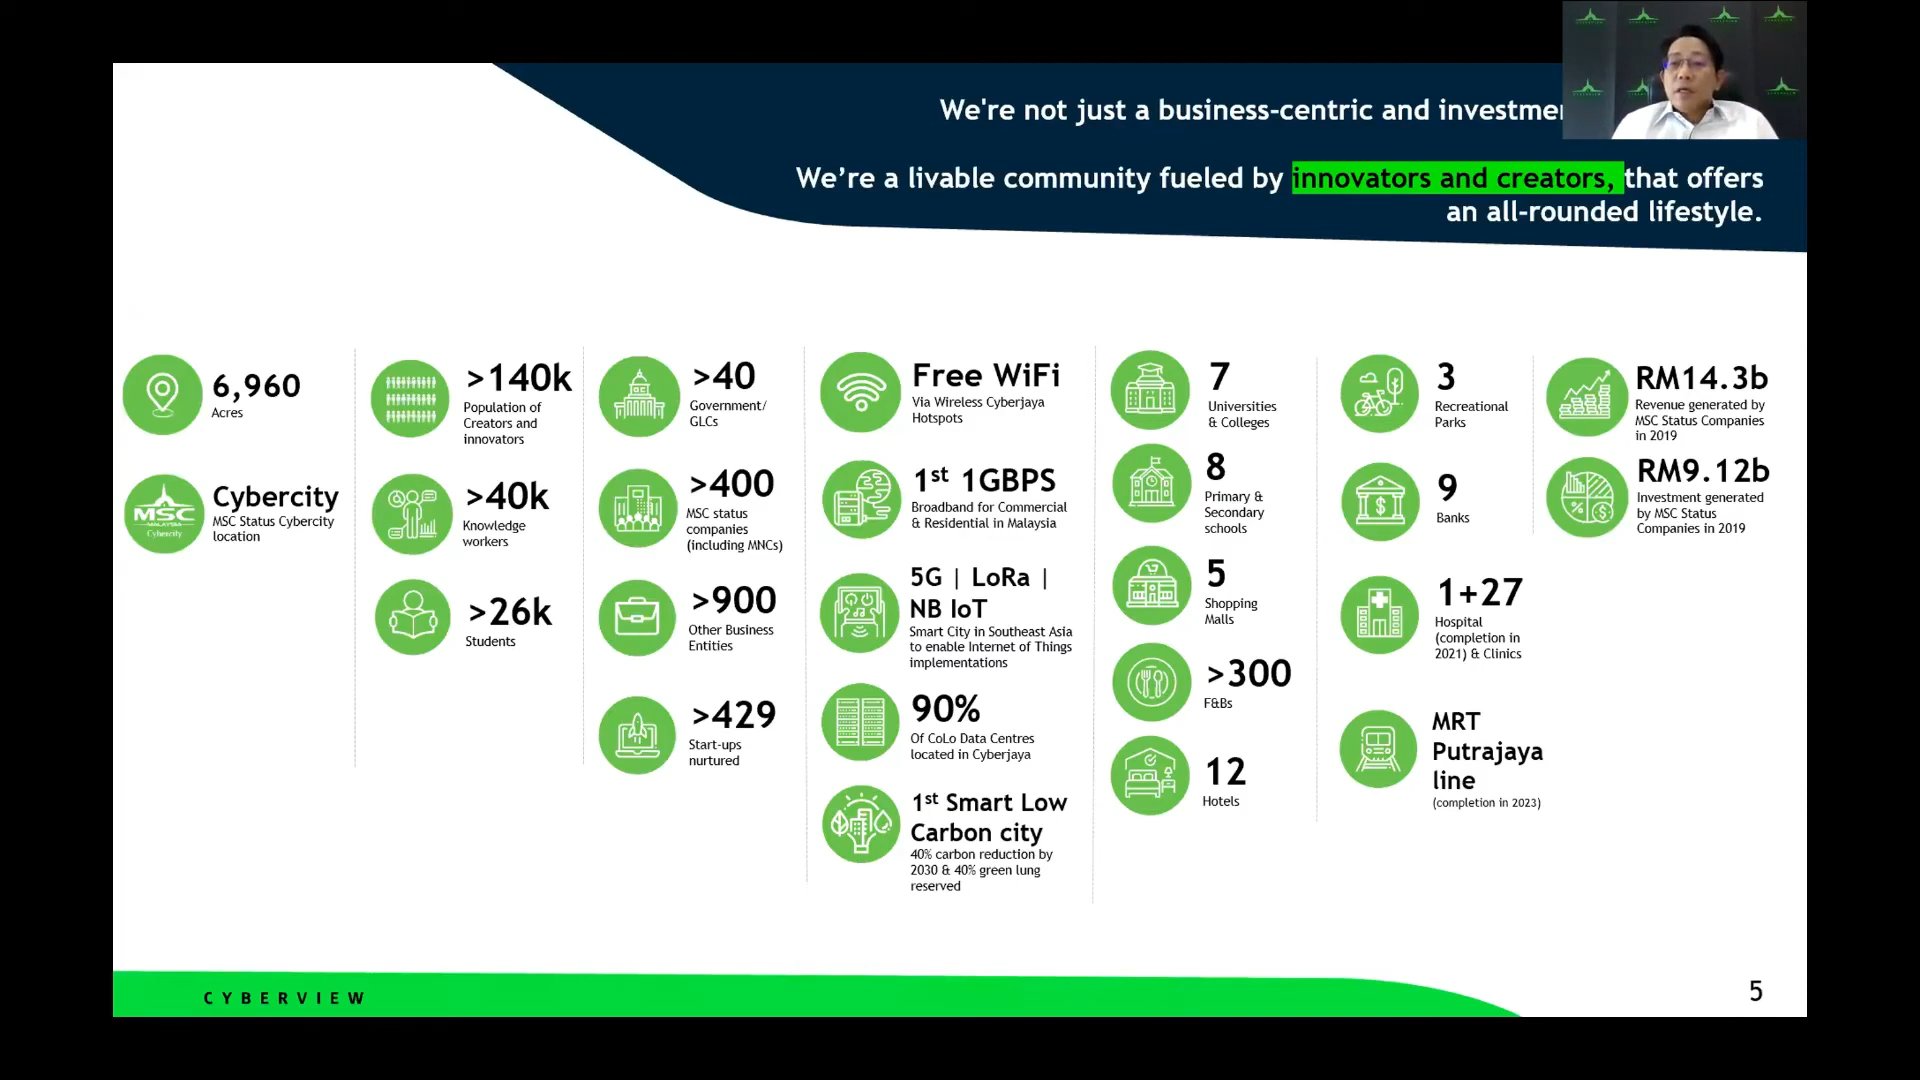 We're not just a business-centric and investme
We’re a livable community fueled by innovators and creators, that offers
an all-rounded lifestyle.
6,960
Acres
MSC
MALAYSIA
Cybercity
Cybercity
MSC Status Cybercity
location
>140k
Population of
Creators and
innovators
>40k
Knowledge
workers
>26k
Students
>40
Government/
GLCs
>400
MSC status
companies
(including MNCs)
>900
Other Business
Entities
>429
Start-ups
nurtured
Free WiFi
Via Wireless Cyberjaya
Hotspots
1st 1GBPS
Broadband for Commercial
& Residential in Malaysia
5G | LoRa |
NB IoT
Smart City in Southeast Asia
to enable Internet of Things
implementations
90%
Of CoLo Data Centres
located in Cyberjaya
1st Smart Low
Carbon city
40% carbon reduction by
2030 & 40% green lung
reserved
7
Universities
& Colleges
8
Primary &
Secondary
schools
5
Shopping
Malls
>300
F&Bs
12
Hotels
3
Recreational
Parks
9
Banks
1+27
Hospital
(completion in
2021) & Clinics
MRT
Putrajaya
line
(completion in 2023)
RM14.3b
Revenue generated by
MSC Status Companies
in 2019
RM9.12b
Investment generated
by MSC Status
Companies in 2019
CYBERVIEW
5